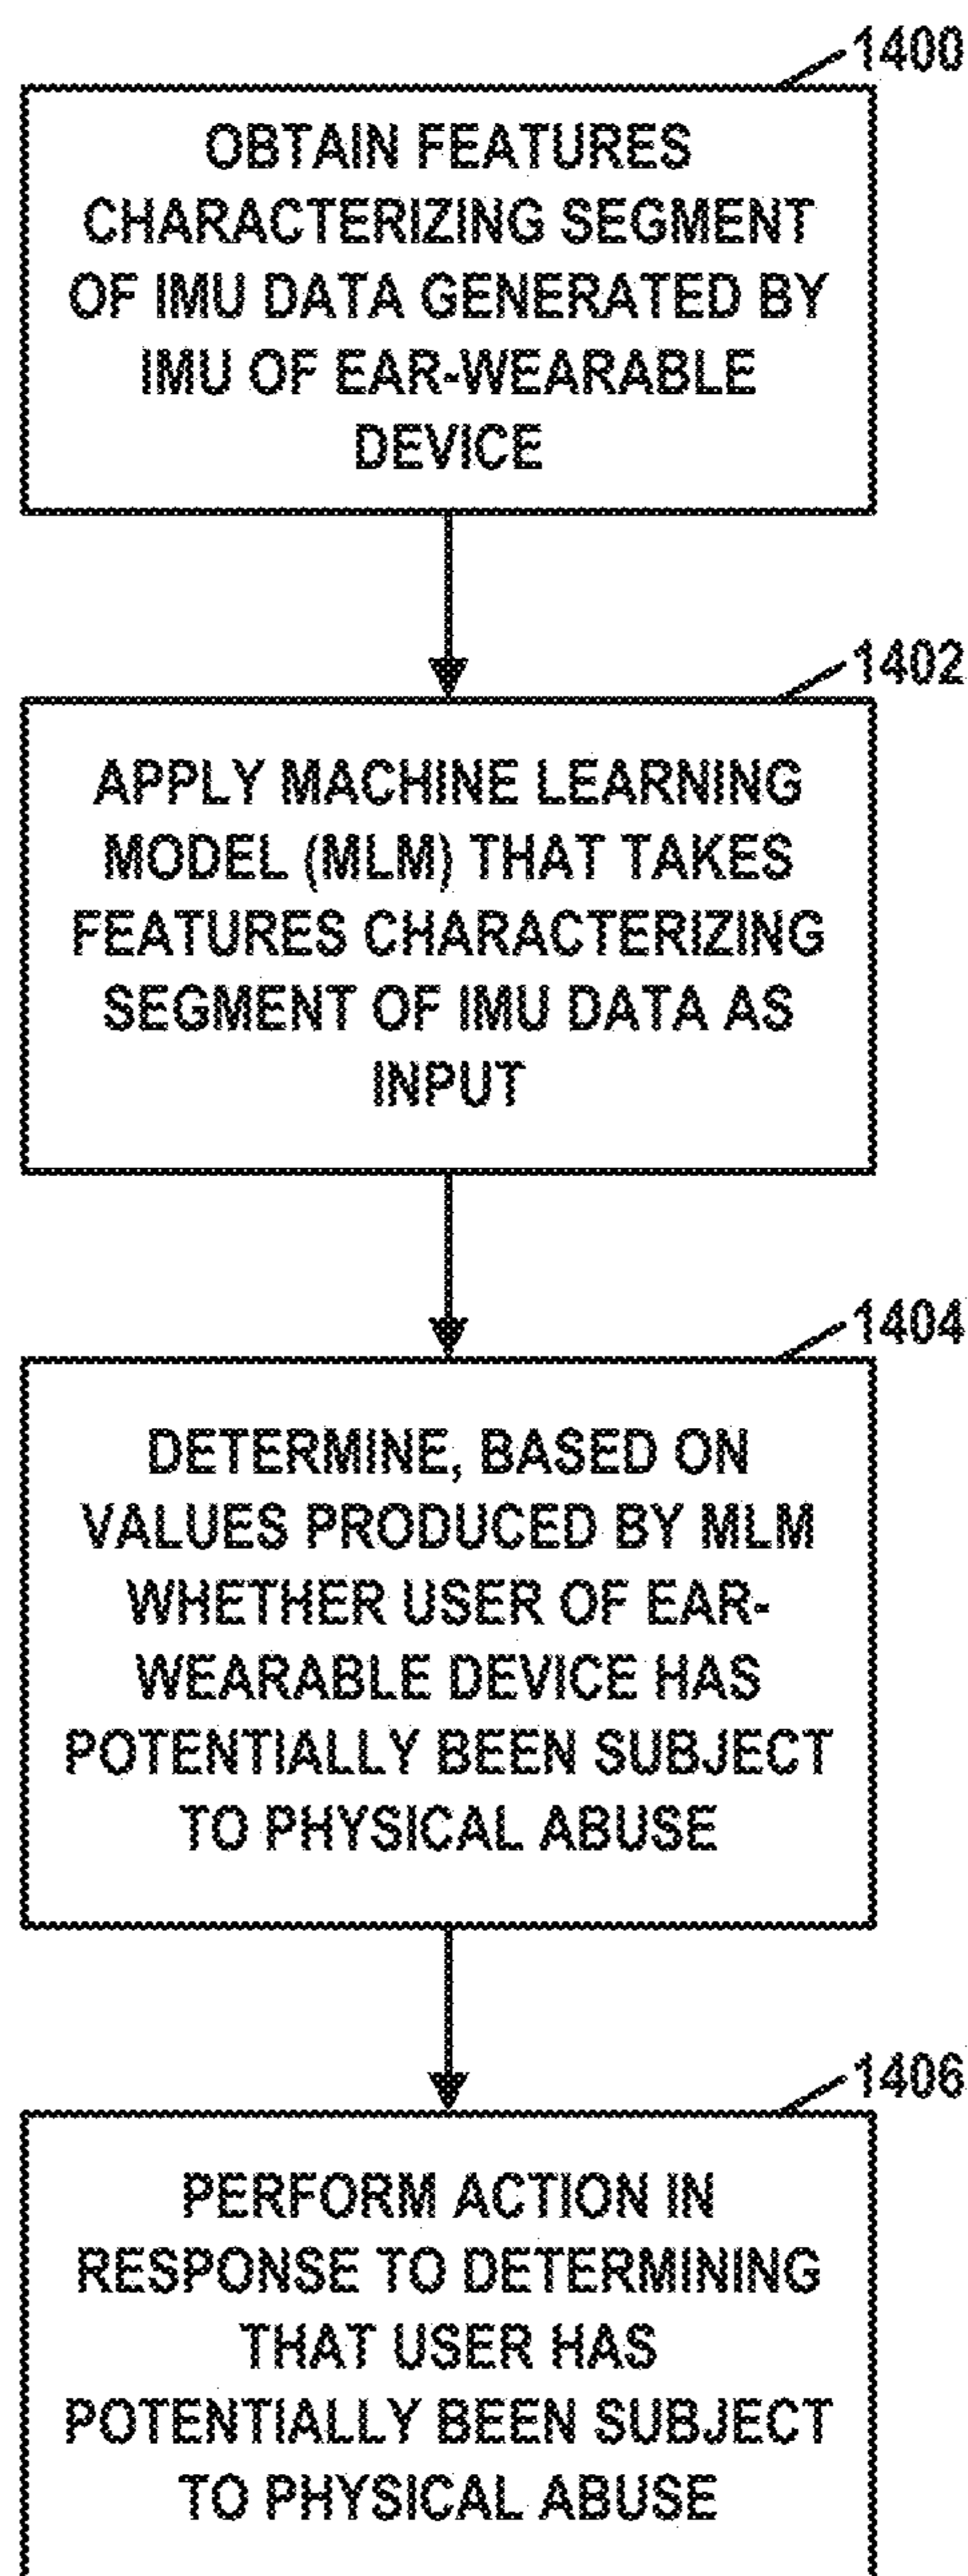 1400
OBTAIN FEATURES
CHARACTERIZING SEGMENT
OF IMU DATA GENERATED BY
IMU OF EAR-WEARABLE
DEVICE
1402
APPLY MACHINE LEARNING
MODEL (MLM) THAT TAKES
FEATURES CHARACTERIZING
SEGMENT OF IMU DATA AS
INPUT
1404
DETERMINE, BASED ON
VALUES PRODUCED BY MLM
WHETHER USER OF EAR-
WEARABLE DEVICE HAS
POTENTIALLY BEEN SUBJECT
TO PHYSICAL ABUSE
1406
PERFORM ACTION IN
RESPONSE TO DETERMINING
THAT USER HAS
POTENTIALLY BEEN SUBJECT
TO PHYSICAL ABUSE